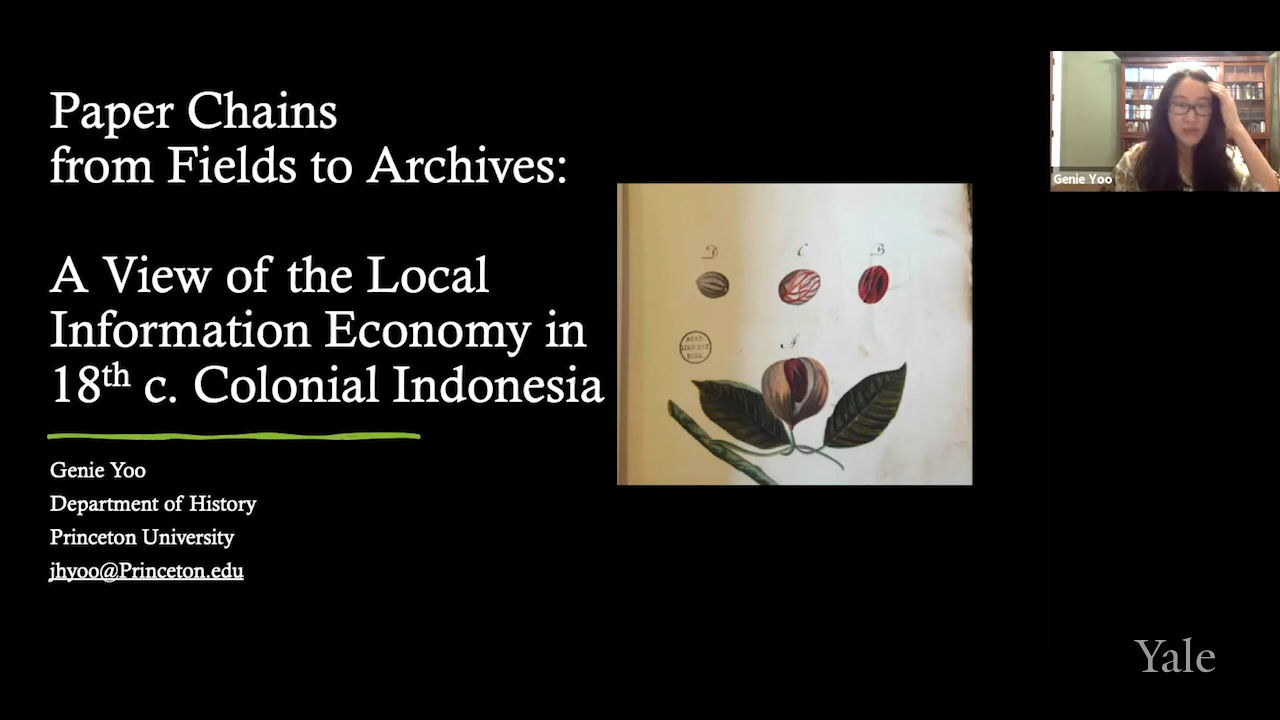 Paper Chains
from Fields to Archives:
A View of the Local
Information Economy in
18th c. Colonial Indonesia
Genie Yoo
Department of History
Princeton University
jhyoo@Princeton.edu
D C B
A
Genie Yoo
Yale